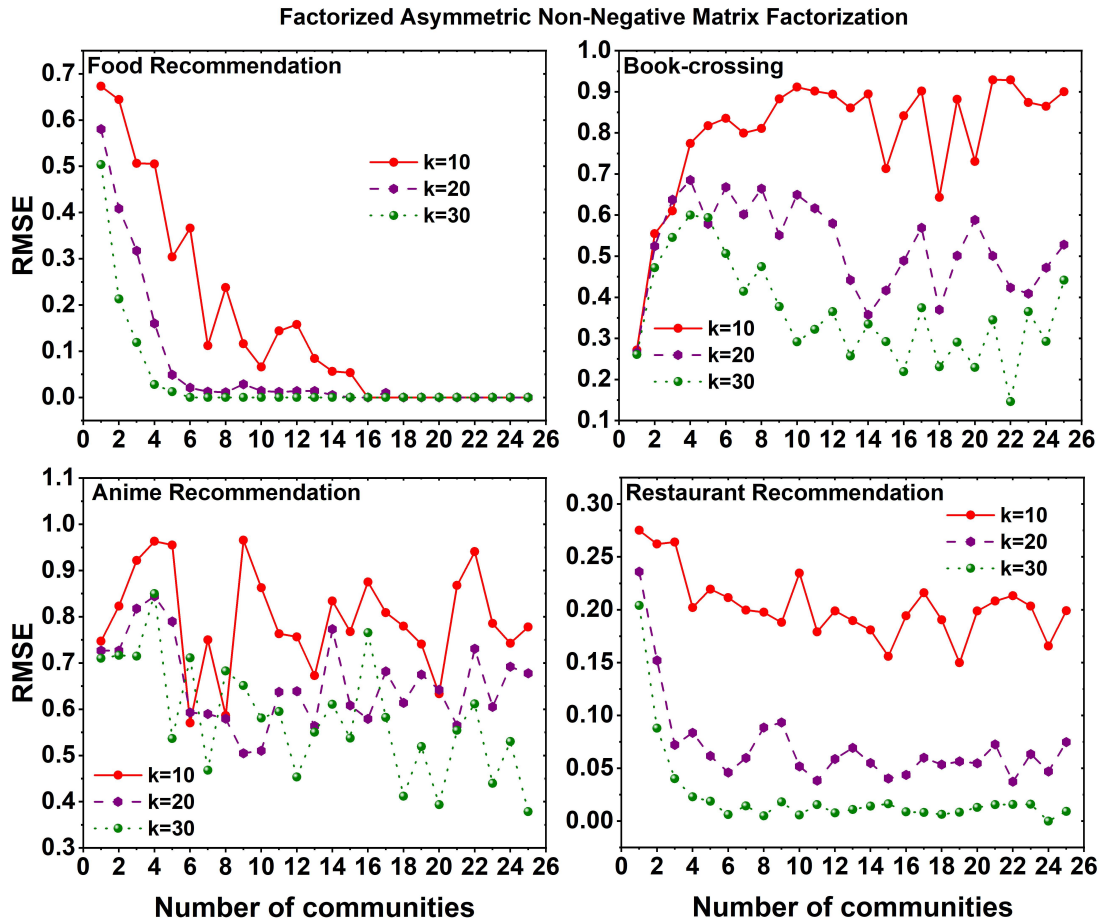 Factorized Asymmetric Non-Negative Matrix Factorization
Food Recommendation
RMSE
0.7
0.6
0.5
0.4
0.3
0.2
0.1
0.0
k=10
k=20
k=30
0 2 4 6 8 10 12 14 16 18 20 22 24 26
Book-crossing
1.0
0.9
0.8
0.7
0.6
0.5
0.4
0.3
0.2
0.1
k=10
k=20
k=30
0 2 4 6 8 10 12 14 16 18 20 22 24 26
Anime Recommendation
RMSE
1.1
1.0
0.9
0.8
0.7
0.6
0.5
0.4
0.3
k=10
k=20
k=30
0 2 4 6 8 10 12 14 16 18 20 22 24 26
Number of communities
Restaurant Recommendation
0.30
0.25
0.20
0.15
0.10
0.05
0.00
k=10
k=20
k=30
0 2 4 6 8 10 12 14 16 18 20 22 24 26
Number of communities